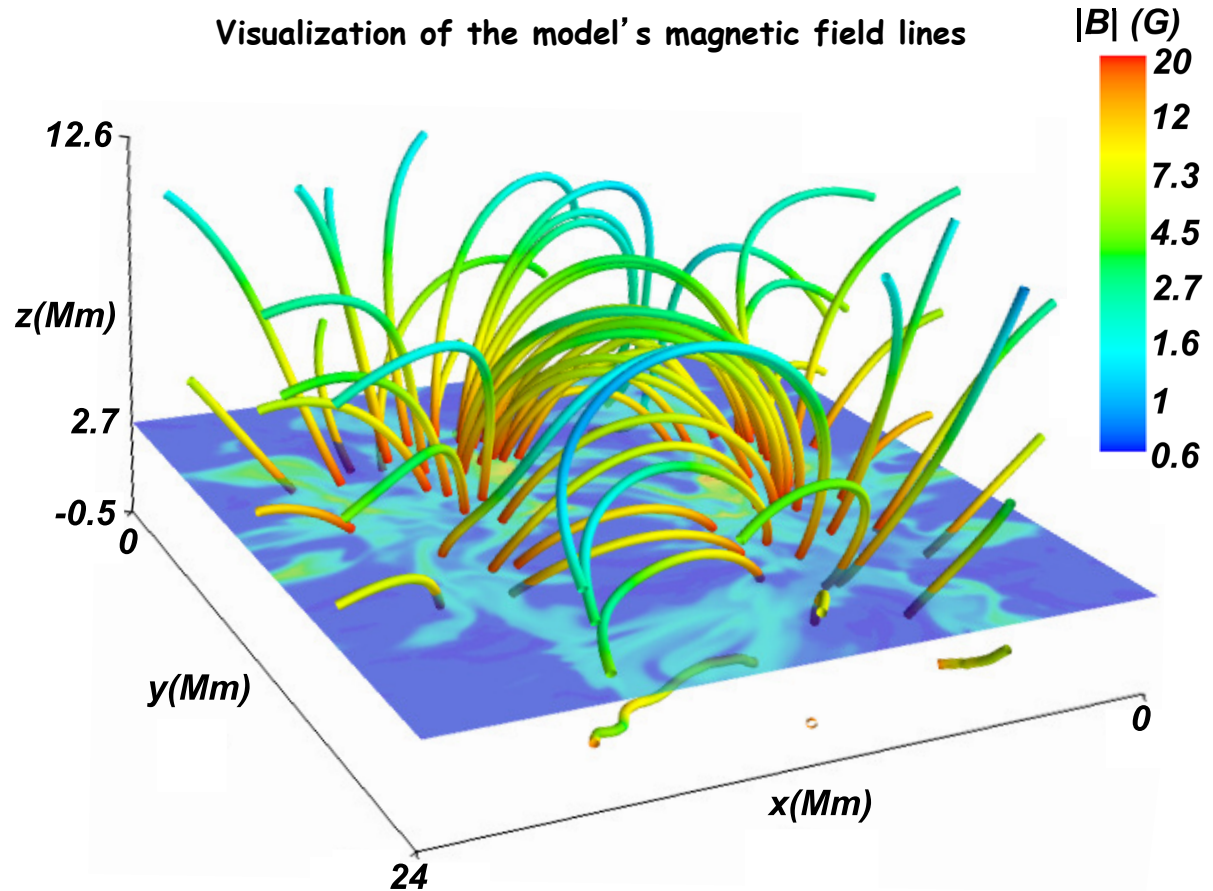 Visualization of the model's magnetic field lines
|B| (G)
20
12
7.3
4.5
2.7
1.6
1
0.6
12.6
z(Mm)
2.7
-0.5
0
y(Mm)
24
x(Mm)
0